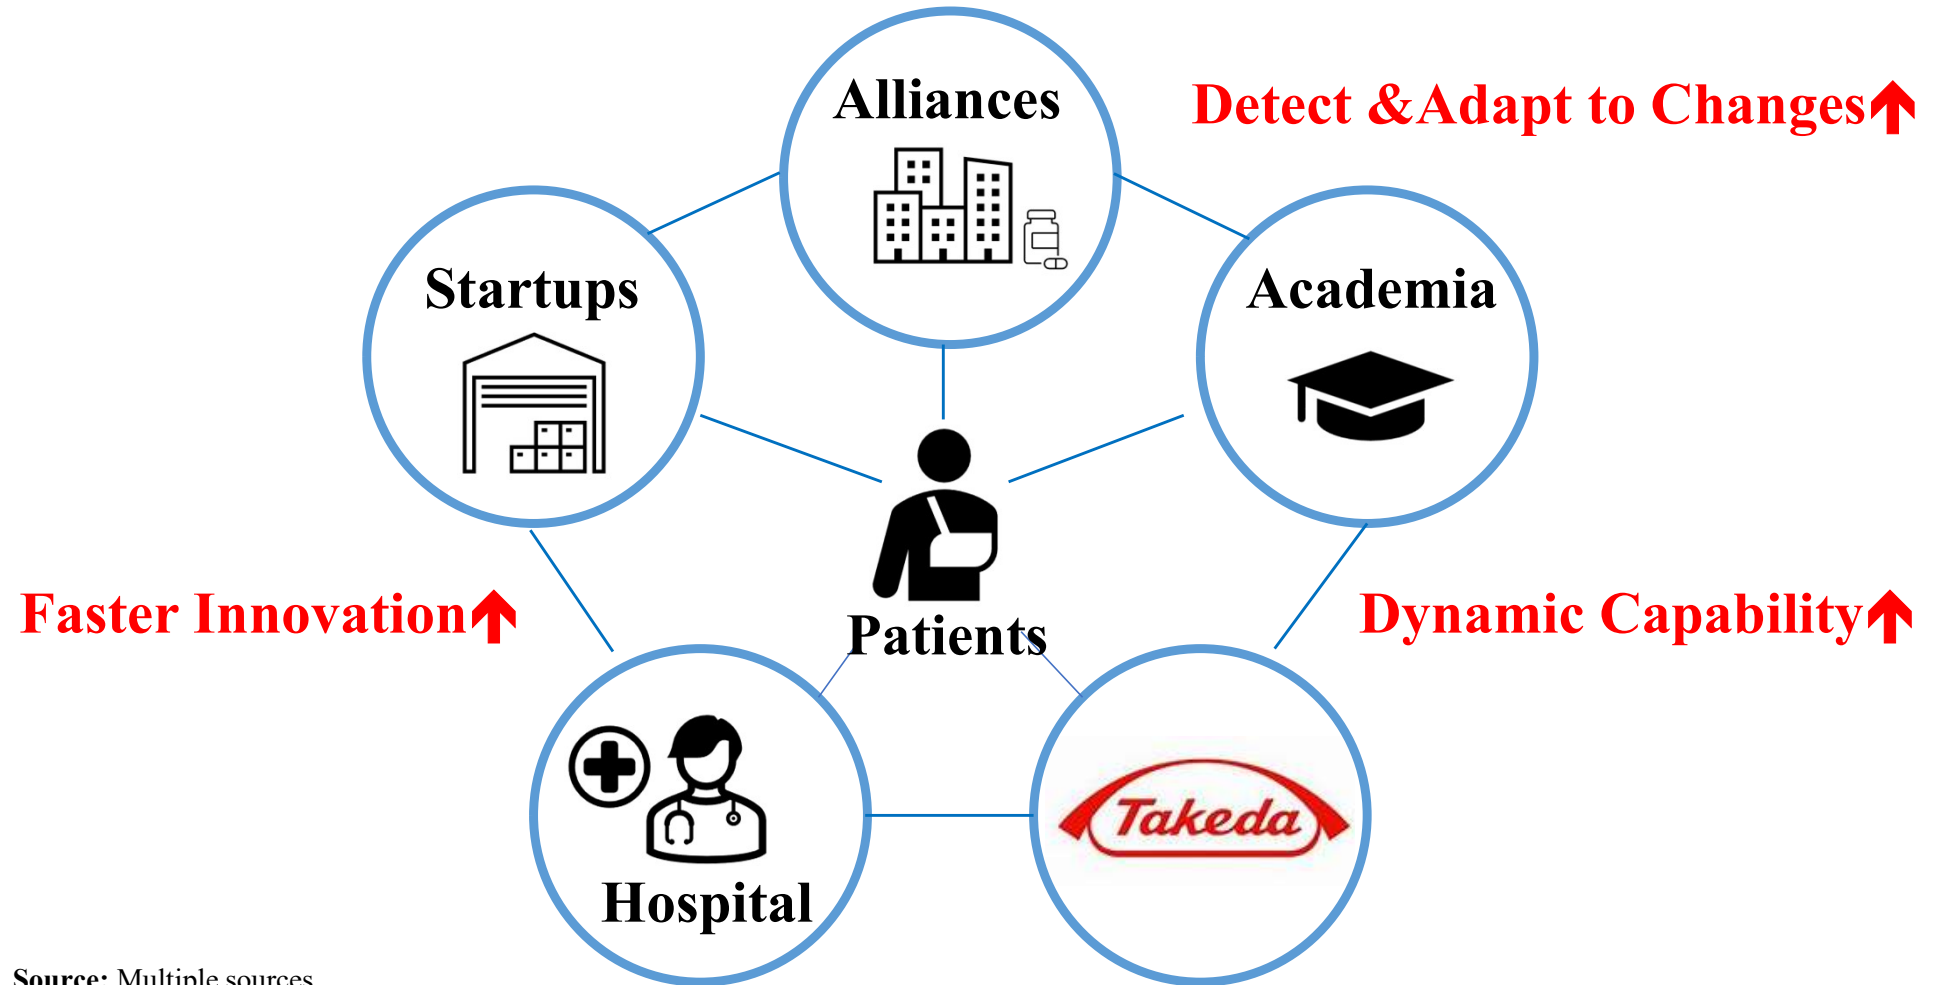 Alliances
Detect &Adapt to Changes
Startups
Academia
Faster Innovation
Patients
Dynamic Capability
Takeda
Hospital
Source: Multiple sources